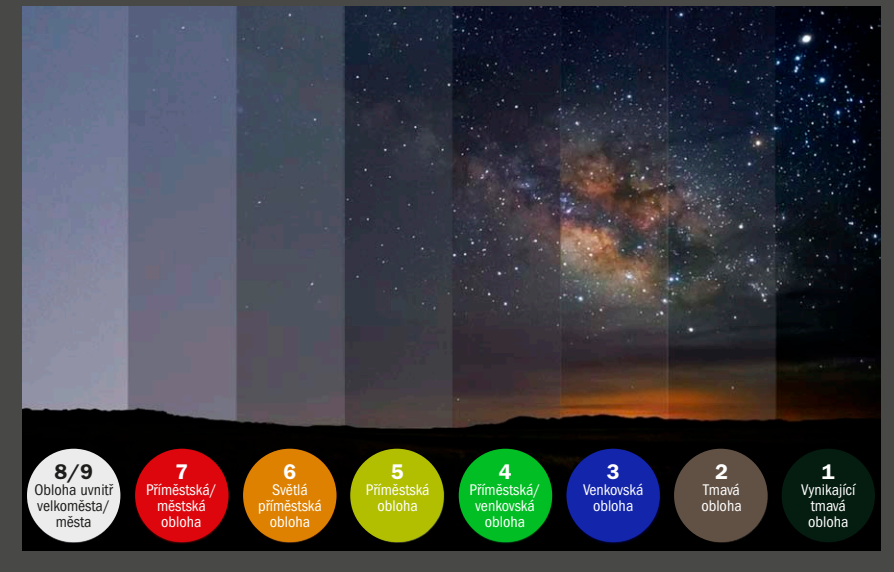 8/9
Obloha uvnitř
velkoměsta/
města
7
Příměstská/
městská
obloha
6
Světlá
příměstská
obloha
5
Příměstská
obloha
4
Příměstská/
venkovská
obloha
3
Venkovská
obloha
2
Tmavá
obloha
1
Vynikající
tmavá
obloha